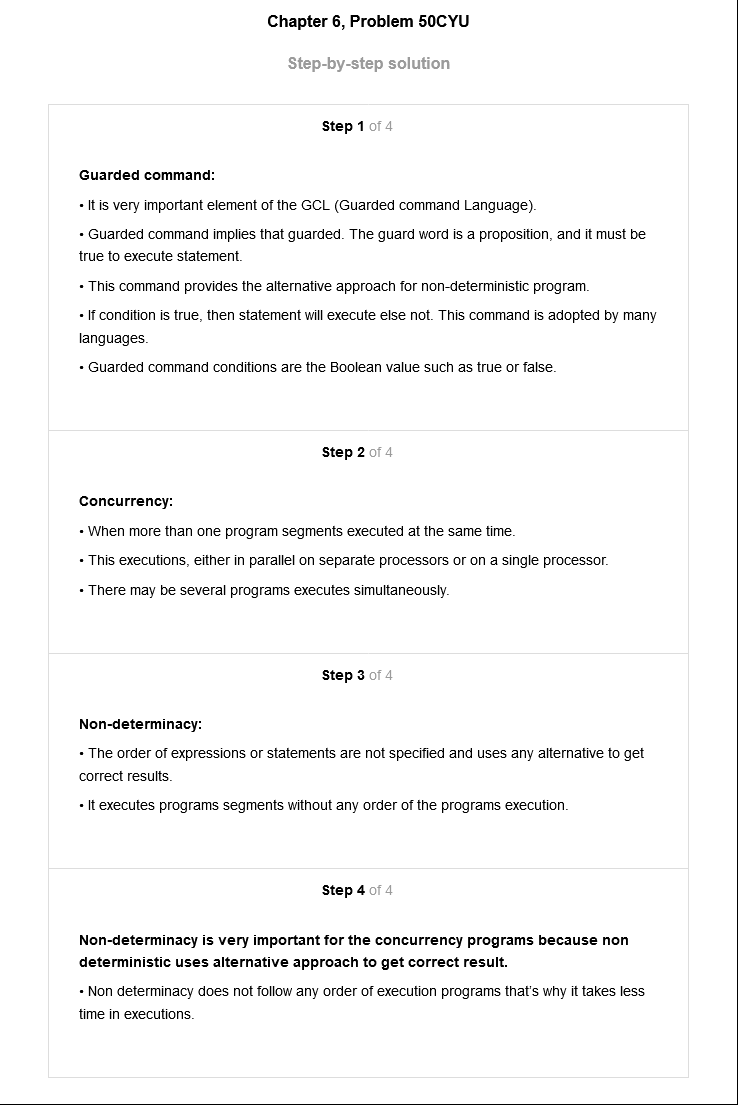 Chapter 6, Problem 50CYU
Step-by-step solution
Step 1 of 4
Guarded command:
• It is very important element of the GCL (Guarded command Language).
• Guarded command implies that guarded. The guard word is a proposition, and it must be
true to execute statement.
• This command provides the alternative approach for non-deterministic program.
• If condition is true, then statement will execute else not. This command is adopted by many
languages.
• Guarded command conditions are the Boolean value such as true or false.
Step 2 of 4
Concurrency:
• When more than one program segments executed at the same time.
• This executions, either in parallel on separate processors or on a single processor.
• There may be several programs executes simultaneously.
Step 3 of 4
Non-determinacy:
• The order of expressions or statements are not specified and uses any alternative to get
correct results.
• It executes programs segments without any order of the programs execution.
Step 4 of 4
Non-determinacy is very important for the concurrency programs because non
deterministic uses alternative approach to get correct result.
• Non determinacy does not follow any order of execution programs that's why it takes less
time in executions.